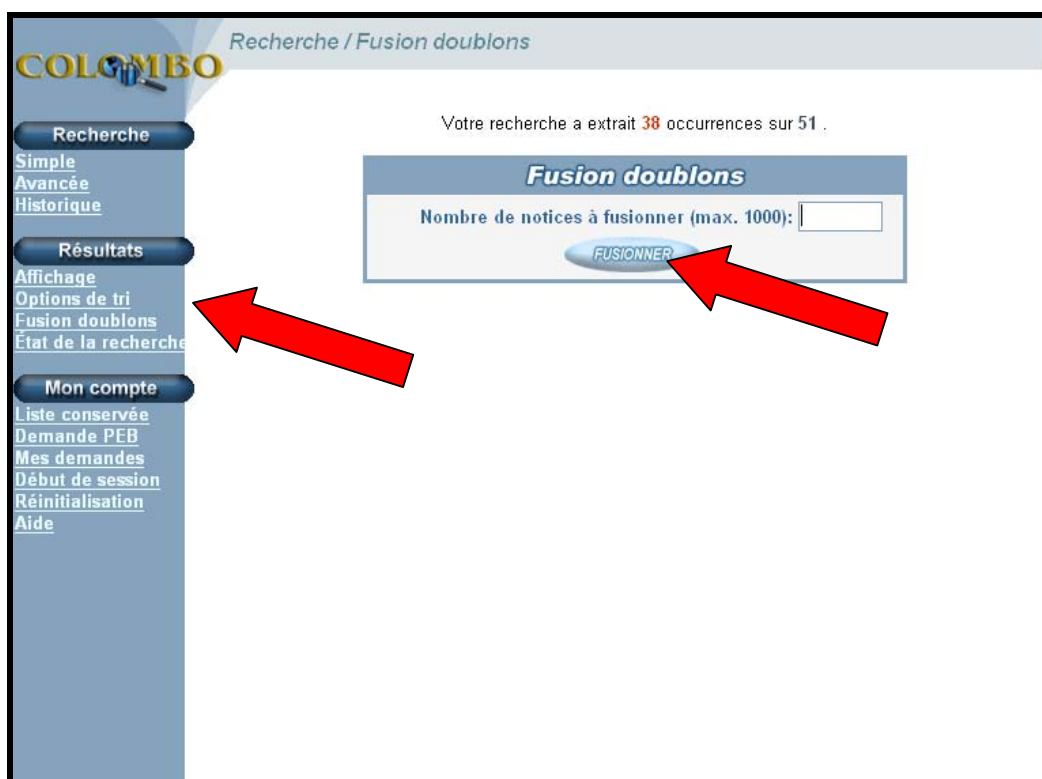 COLOMBO
Recherche / Fusion doublons
Recherche
Simple
Avancée
Historique
Résultats
Affichage
Options de tri
Fusion doublons
État de la recherche
Mon compte
Liste conservée
Demande PEB
Mes demandes
Début de session
Réinitialisation
Aide
Votre recherche a extrait 38 occurrences sur 51 .
Fusion doublons
Nombre de notices à fusionner (max. 1000):
FUSIONNER